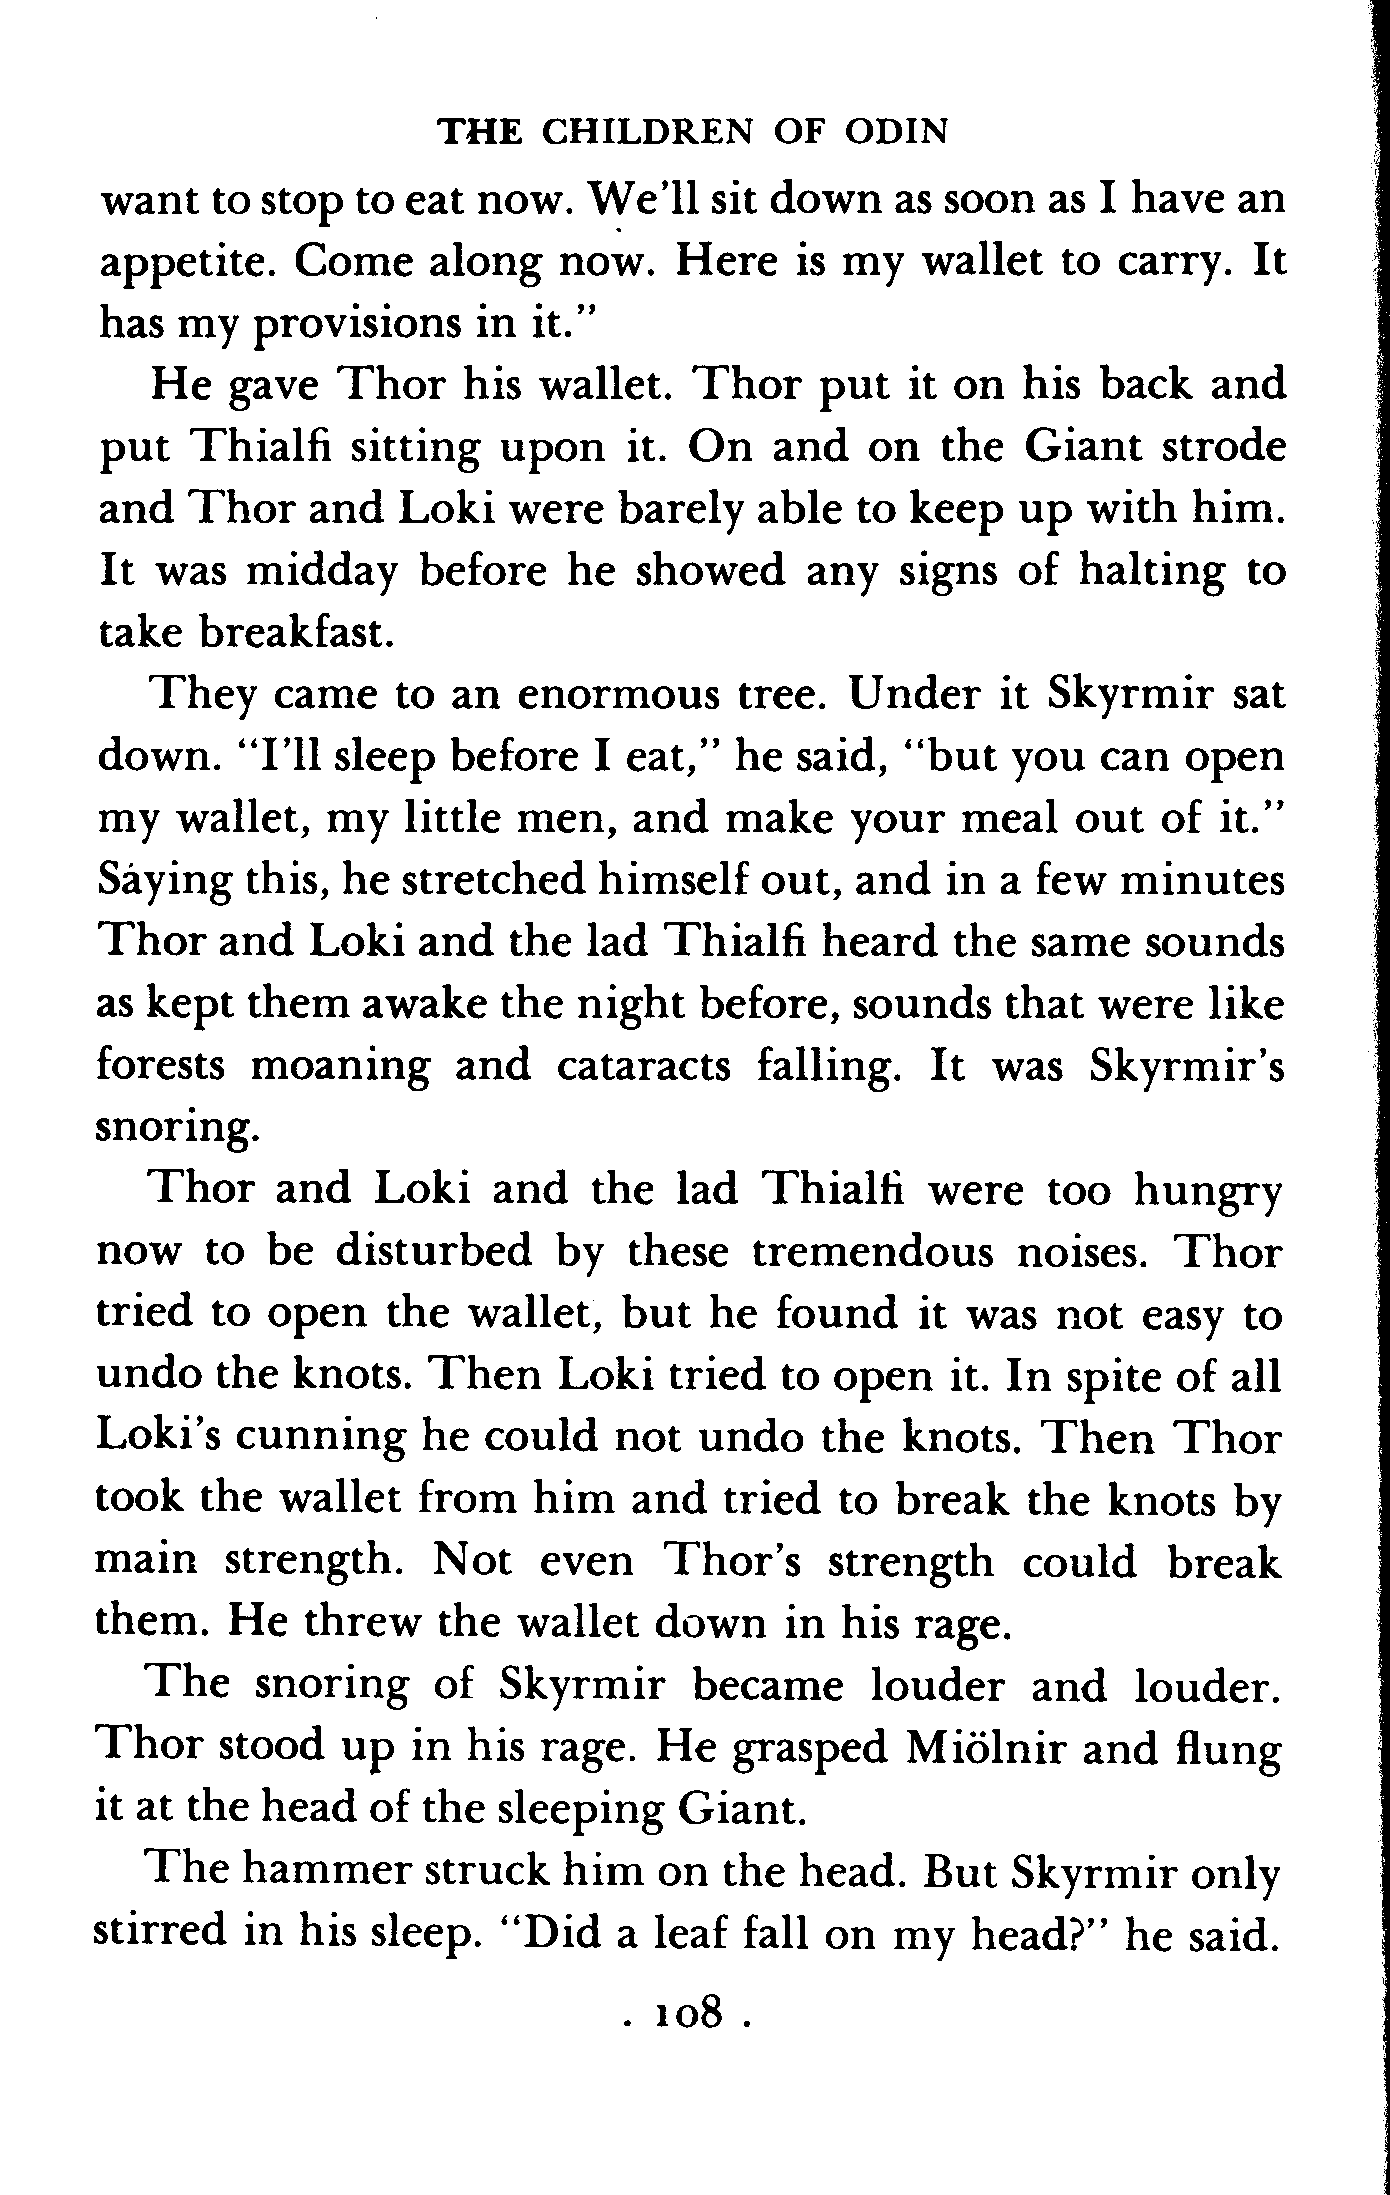 THE CHILDREN OF ODIN
want to stop to eat now. We'll sit down as soon as I have an
appetite. Come along now. Here is my wallet to carry. It
has my provisions in it."
He gave Thor his wallet. Thor put it on his back and
put Thialfi sitting upon it. On and on the Giant strode
and Thor and Loki were barely able to keep up with him.
It was midday before he showed any signs of halting to
take breakfast.
They came to an enormous tree. Under it Skyrmir sat
down. "I'll sleep before I eat," he said, "but you can open
my wallet, my little men, and make your meal out of it."
Saying this, he stretched himself out, and in a few minutes
Thor and Loki and the lad Thialfi heard the same sounds
as kept them awake the night before, sounds that were like
forests moaning and cataracts falling. It was Skyrmir's
snoring.
Thor and Loki and the lad Thialfi were too hungry
now to be disturbed by these tremendous noises. Thor
tried to open the wallet, but he found it was not easy to
undo the knots. Then Loki tried to open it. In spite of all
Loki's cunning he could not undo the knots. Then Thor
took the wallet from him and tried to break the knots by
main strength. Not even Thor's strength could break
them. He threw the wallet down in his rage.
The snoring of Skyrmir became louder and louder.
Thor stood up in his rage. He grasped Miölnir and flung
it at the head of the sleeping Giant.
The hammer struck him on the head. But Skyrmir only
stirred in his sleep. "Did a leaf fall on my head?" he said.
. 108 .